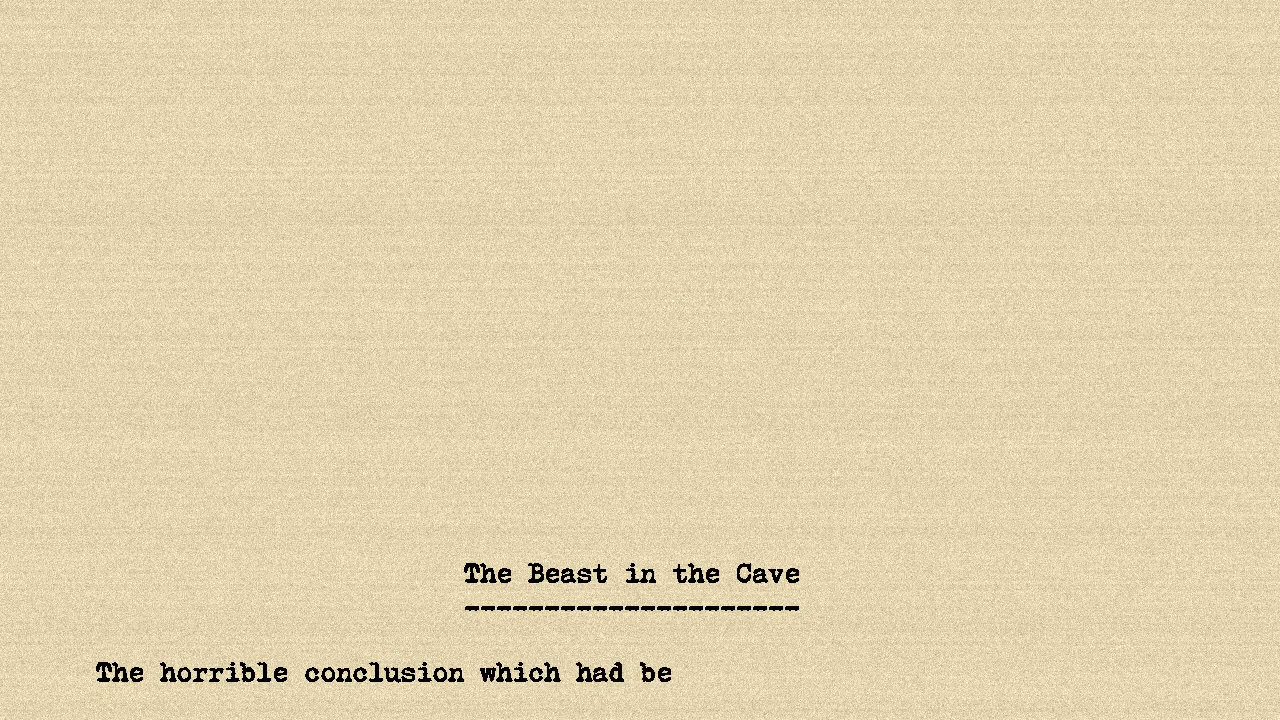 The Beast in the Cave
---------------------
The horrible conclusion which had be